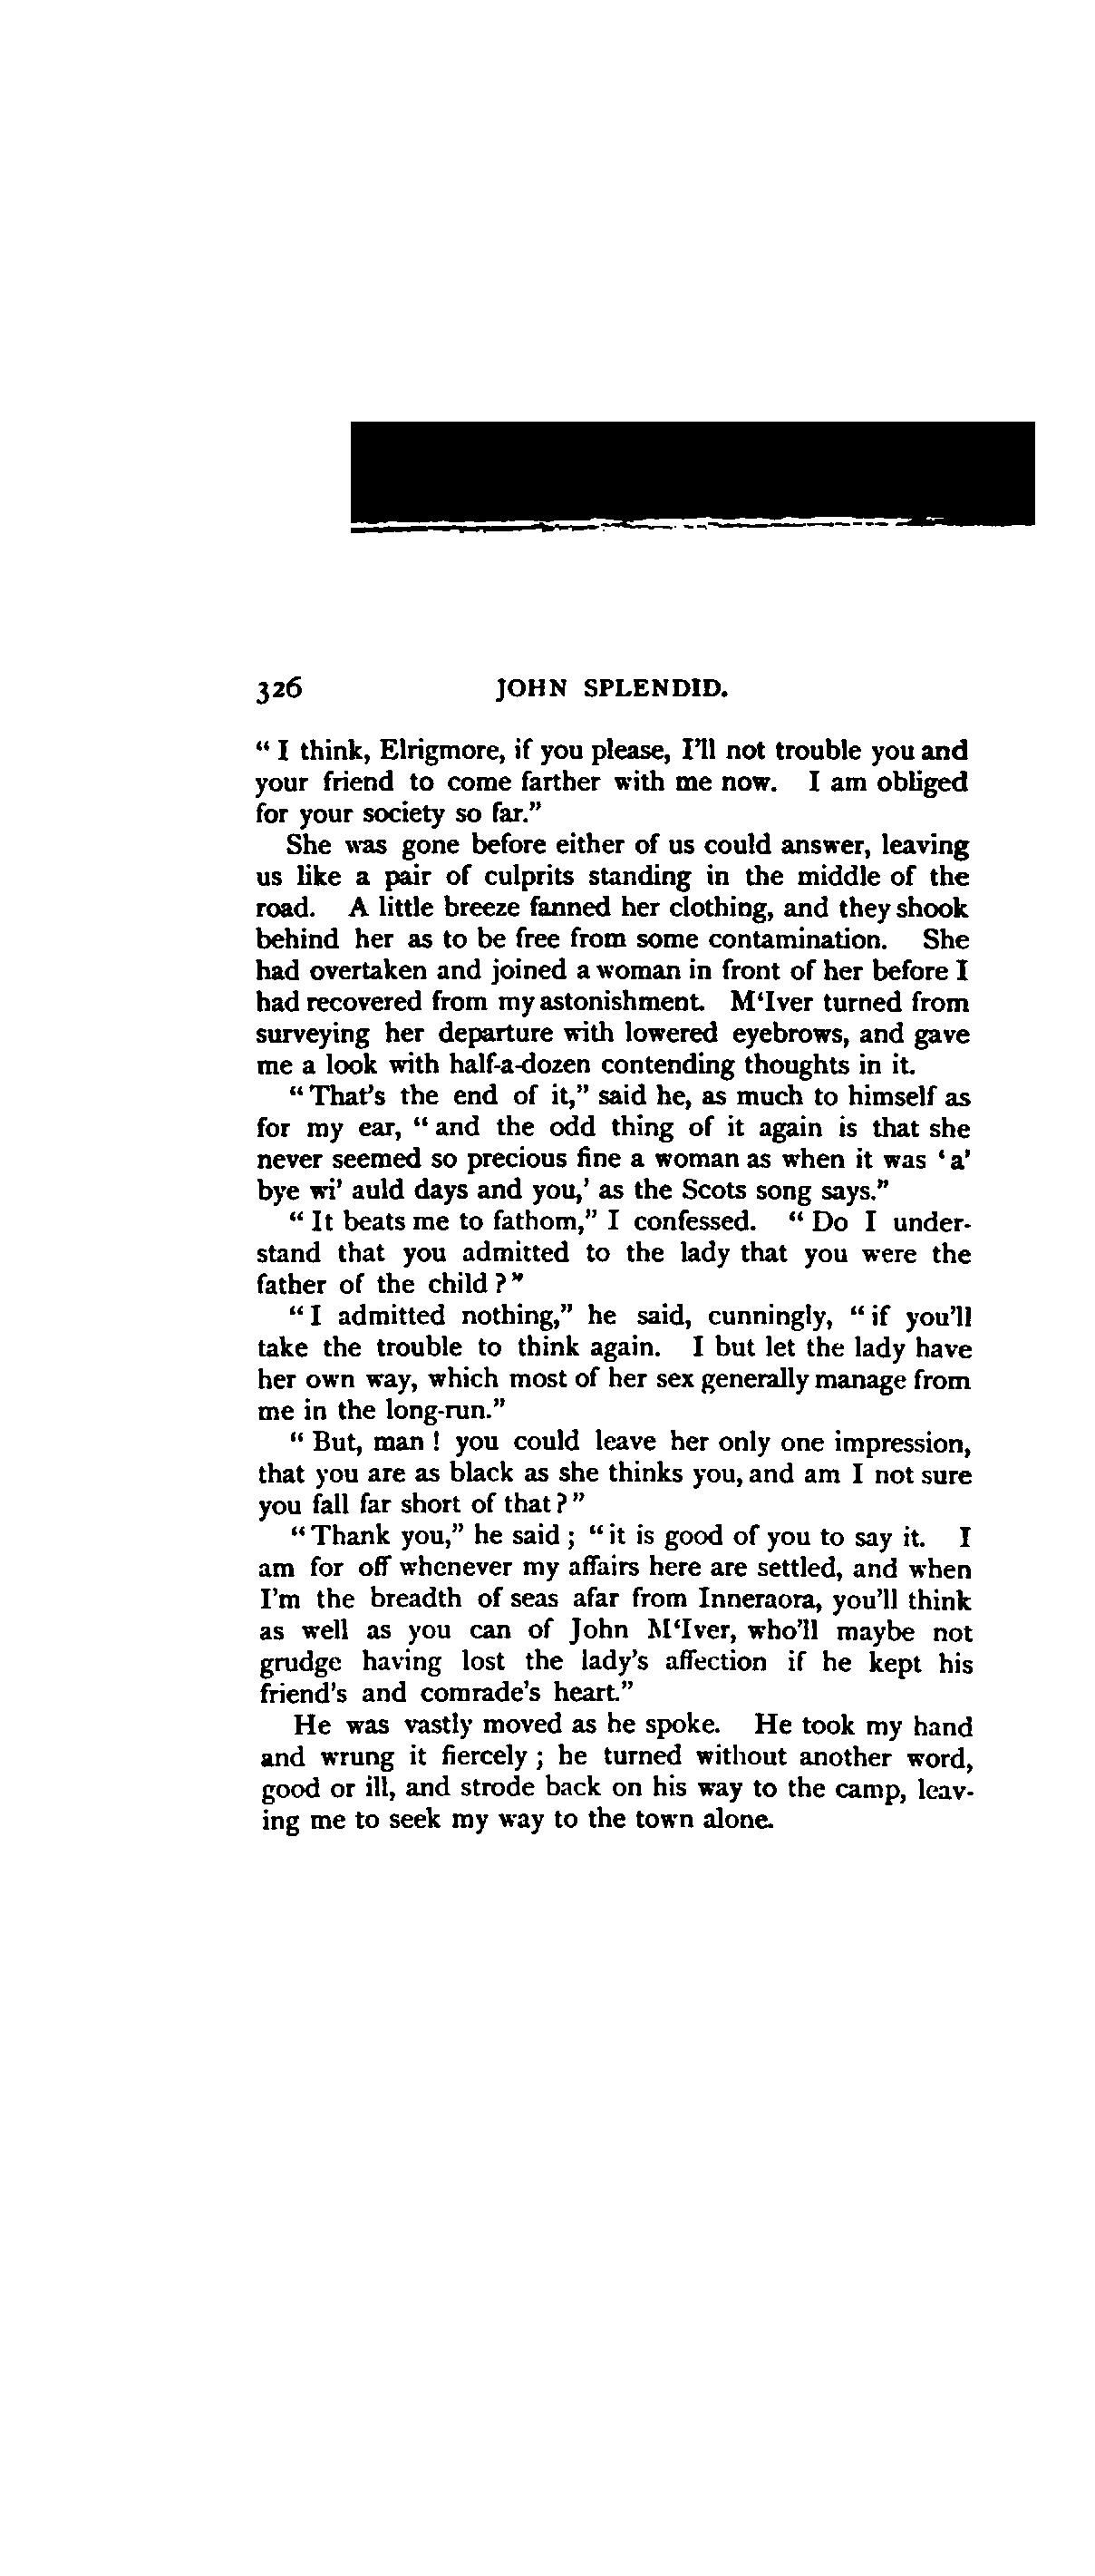 326 JOHN SPLENDID.
“ I think, Elrigmore, if you please, I’ll not trouble you and
your friend to come farther with me now. I am obliged
for your society so far.”
She was gone before either of us could answer, leaving
us like a pair of culprits standing in the middle of the
road. A little breeze fanned her clothing, and they shook
behind her as to be free from some contamination. She
had overtaken and joined a woman in front of her before I
had recovered from my astonishment. M‘Iver turned from
surveying her departure with lowered eyebrows, and gave
me a look with half-a-dozen contending thoughts in it.
“ That’s the end of it,” said he, as much to himself as
for my ear, “ and the odd thing of it again is that she
never seemed so precious fine a woman as when it was ‘ a’
bye wi’ auld days and you,’ as the Scots song says.”
“ It beats me to fathom,” I confessed. “ Do I under-
stand that you admitted to the lady that you were the
father of the child ?”
“ I admitted nothing,” he said, cunningly, “ if you’ll
take the trouble to think again. I but let the lady have
her own way, which most of her sex generally manage from
me in the long-run.”
“ But, man ! you could leave her only one impression,
that you are as black as she thinks you, and am I not sure
you fall far short of that ? ”
“ Thank you,” he said ; “ it is good of you to say it. I
am for off whenever my affairs here are settled, and when
I’m the breadth of seas afar from Inneraora, you’ll think
as well as you can of John M‘Iver, who’ll maybe not
grudge having lost the lady’s affection if he kept his
friend’s and comrade’s heart.”
He was vastly moved as he spoke. He took my hand
and wrung it fiercely ; he turned without another word,
good or ill, and strode back on his way to the camp, leav-
ing me to seek my way to the town alone.